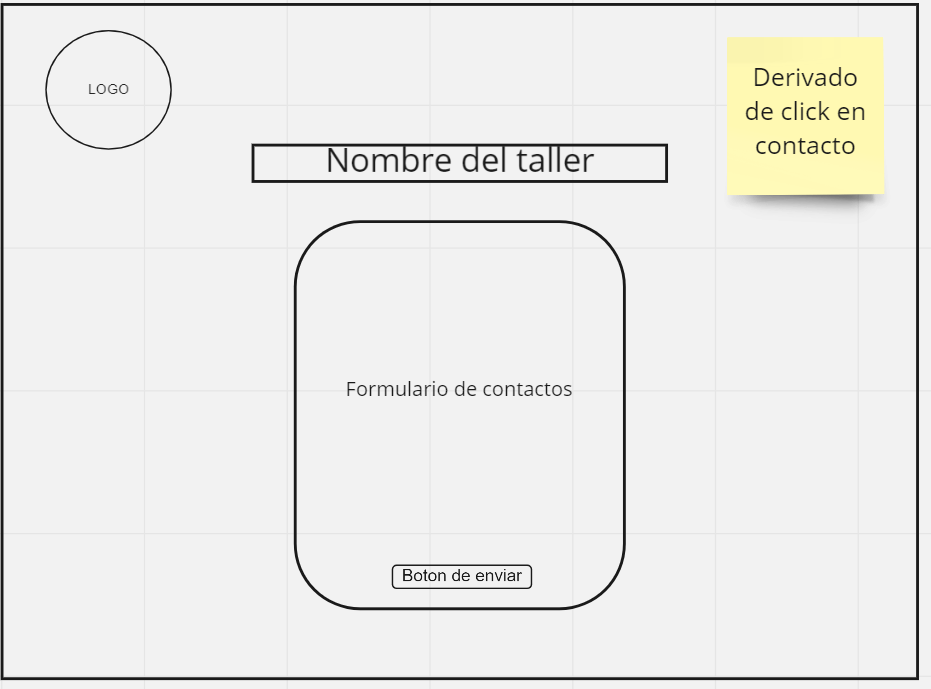 LOGO
Derivado
de click en
contacto
Nombre del taller
Formulario de contactos
Boton de enviar